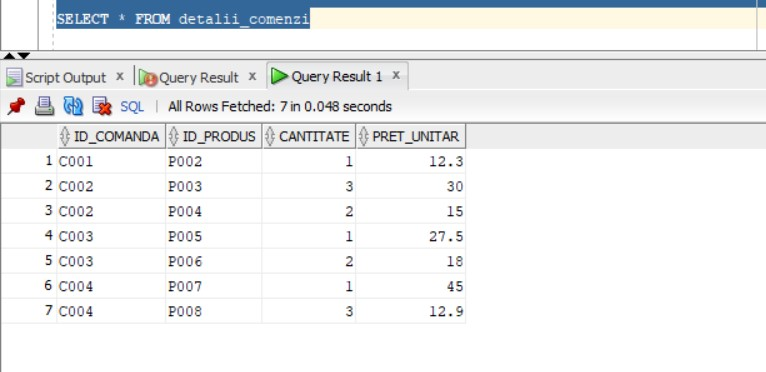 SELECT * FROM detalii_comenzi
Script Output x Query Result x Query Result 1 x
SQL | All Rows Fetched: 7 in 0.048 seconds
ID_COMANDA ID_PRODUS CANTITATE PRET_UNITAR
1 C001 P002 1 12.3
2 C002 P003 3 30
3 C002 P004 2 15
4 C003 P005 1 27.5
5 C003 P006 2 18
6 C004 P007 1 45
7 C004 P008 3 12.9